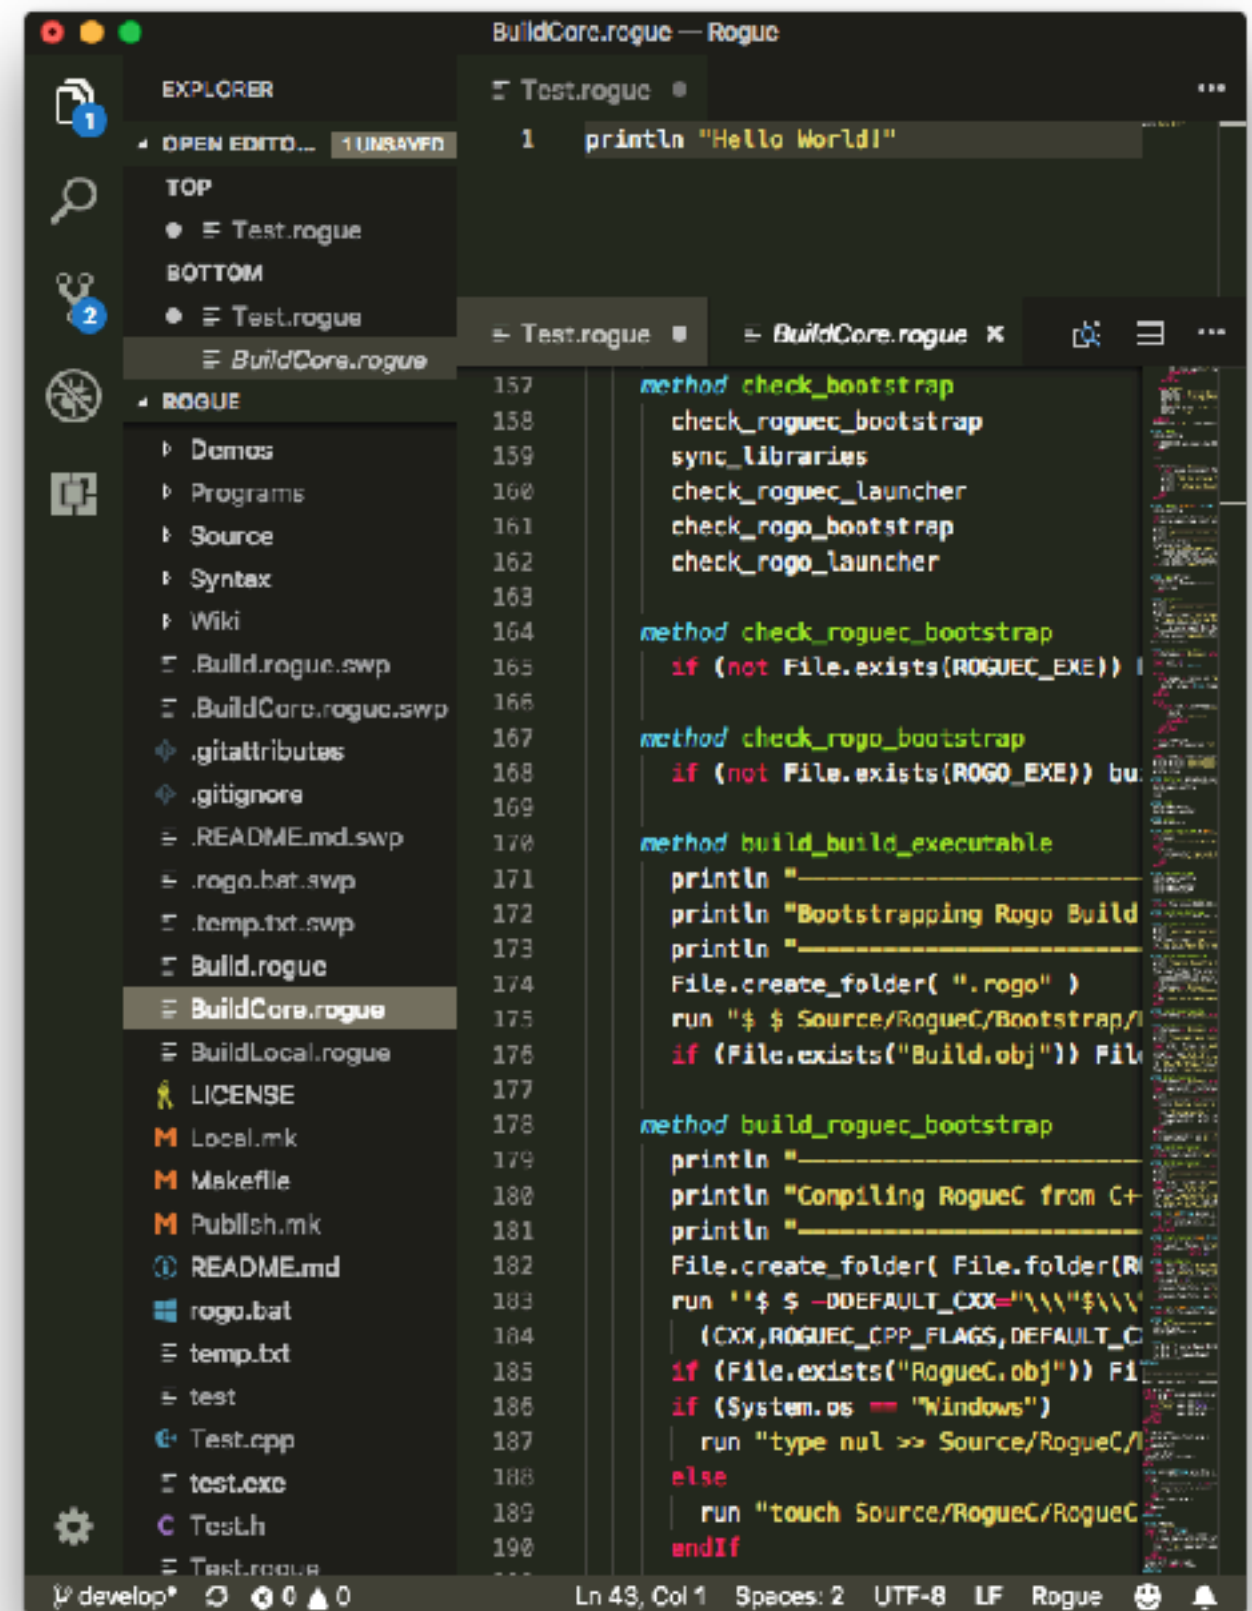 BuildCore.rogue — Rogue
EXPLORER
OPEN EDITO... 1 UNSAVED
TOP
Test.rogue
BOTTOM
Test.rogue
BuildCore.rogue
ROGUE
Demos
Programs
Source
Syntax
Wiki
.Build.rogue.swp
.BuildCore.rogue.swp
.gitattributes
.gitignore
.README.md.swp
.rogo.bat.swp
.temp.txt.swp
Build.rogue
BuildCore.rogue
BuildLocal.rogue
LICENSE
M Local.mk
M Makefile
M Publish.mk
README.md
rogo.bat
temp.txt
test
Test.cpp
test.exe
C Test.h
Test.rogue
1
2
Test.rogue
1 println "Hello World!"
Test.rogue BuildCore.rogue
157 method check_bootstrap
158 check_roguec_bootstrap
159 sync_libraries
160 check_roguec_launcher
161 check_rogo_bootstrap
162 check_rogo_launcher
163
164 method check_roguec_bootstrap
165 if (not File.exists(ROGUEC_EXE))
166
167 method check_rogo_bootstrap
168 if (not File.exists(ROGO_EXE)) bu
169
170 method build_build_executable
171 println "————————————
172 println "Bootstrapping Rogo Build
173 println "————————————
174 File.create_folder( ".rogo" )
175 run "$ $ Source/RogueC/Bootstrap/
176 if (File.exists("Build.obj")) Fil
177
178 method build_roguec_bootstrap
179 println "————————————
180 println "Compiling RogueC from C+
181 println "————————————
182 File.create_folder( File.folder(R
183 run ''$ $ -DDEFAULT_CXX="\\\"$\\\"
184 (CXX,ROGUEC_CPP_FLAGS,DEFAULT_C
185 if (File.exists("RogueC.obj")) Fi
186 if (System.os == "Windows")
187 run "type nul >> Source/RogueC/
188 else
189 run "touch Source/RogueC/RogueC
190 endIf
develop* 0 0 Ln 43, Col 1 Spaces: 2 UTF-8 LF Rogue